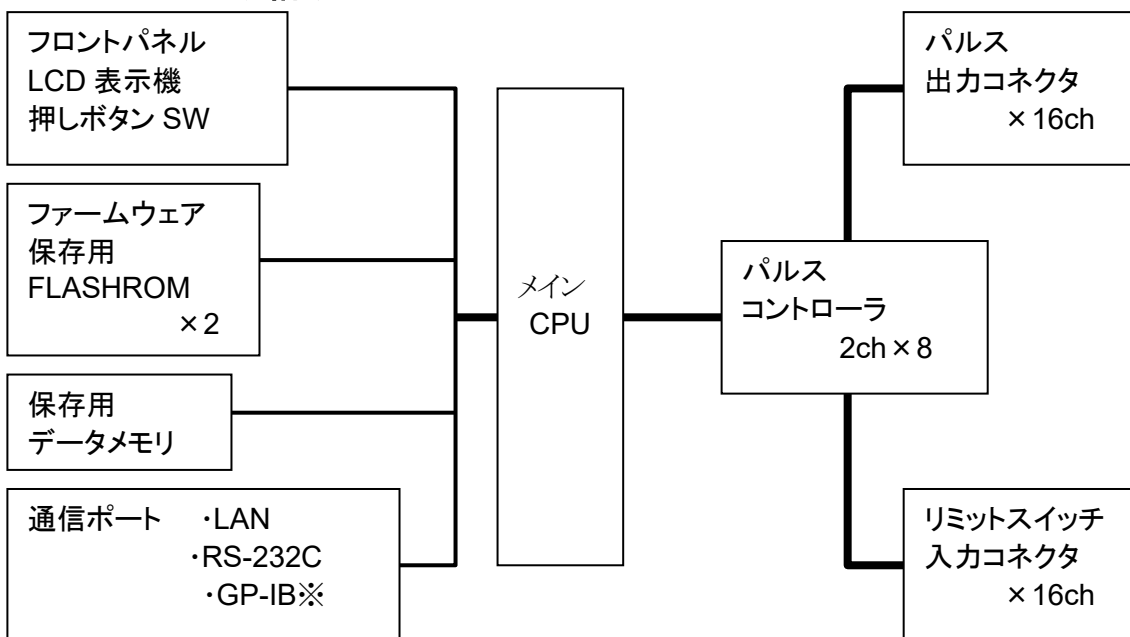 フロントパネル
LCD 表示機
押しボタン SW
ファームウェア
保存用
FLASHROM
×2
保存用
データメモリ
通信ポート ・LAN
・RS-232C
・GP-IB※
メイン
CPU
パルス
コントローラ
2ch×8
パルス
出力コネクタ
×16ch
リミットスイッチ
入力コネクタ
×16ch